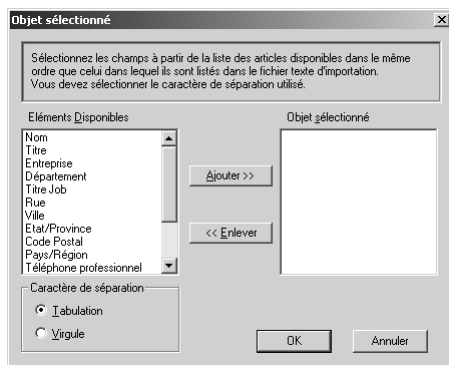 Objet sélectionné
Sélectionnez les champs à partir de la liste des articles disponibles dans le même
ordre que celui dans lequel ils sont listés dans le fichier texte d'importation.
Vous devez sélectionner le caractère de séparation utilisé.
Eléments Disponibles
Objet sélectionné
Nom
Titre
Entreprise
Département
Titre Job
Rue
Ville
Etat/Province
Code Postal
Pays/Région
Téléphone professionnel
Ajouter >>
<< Enlever
Caractère de séparation
Tabulation
Virgule
OK
Annuler